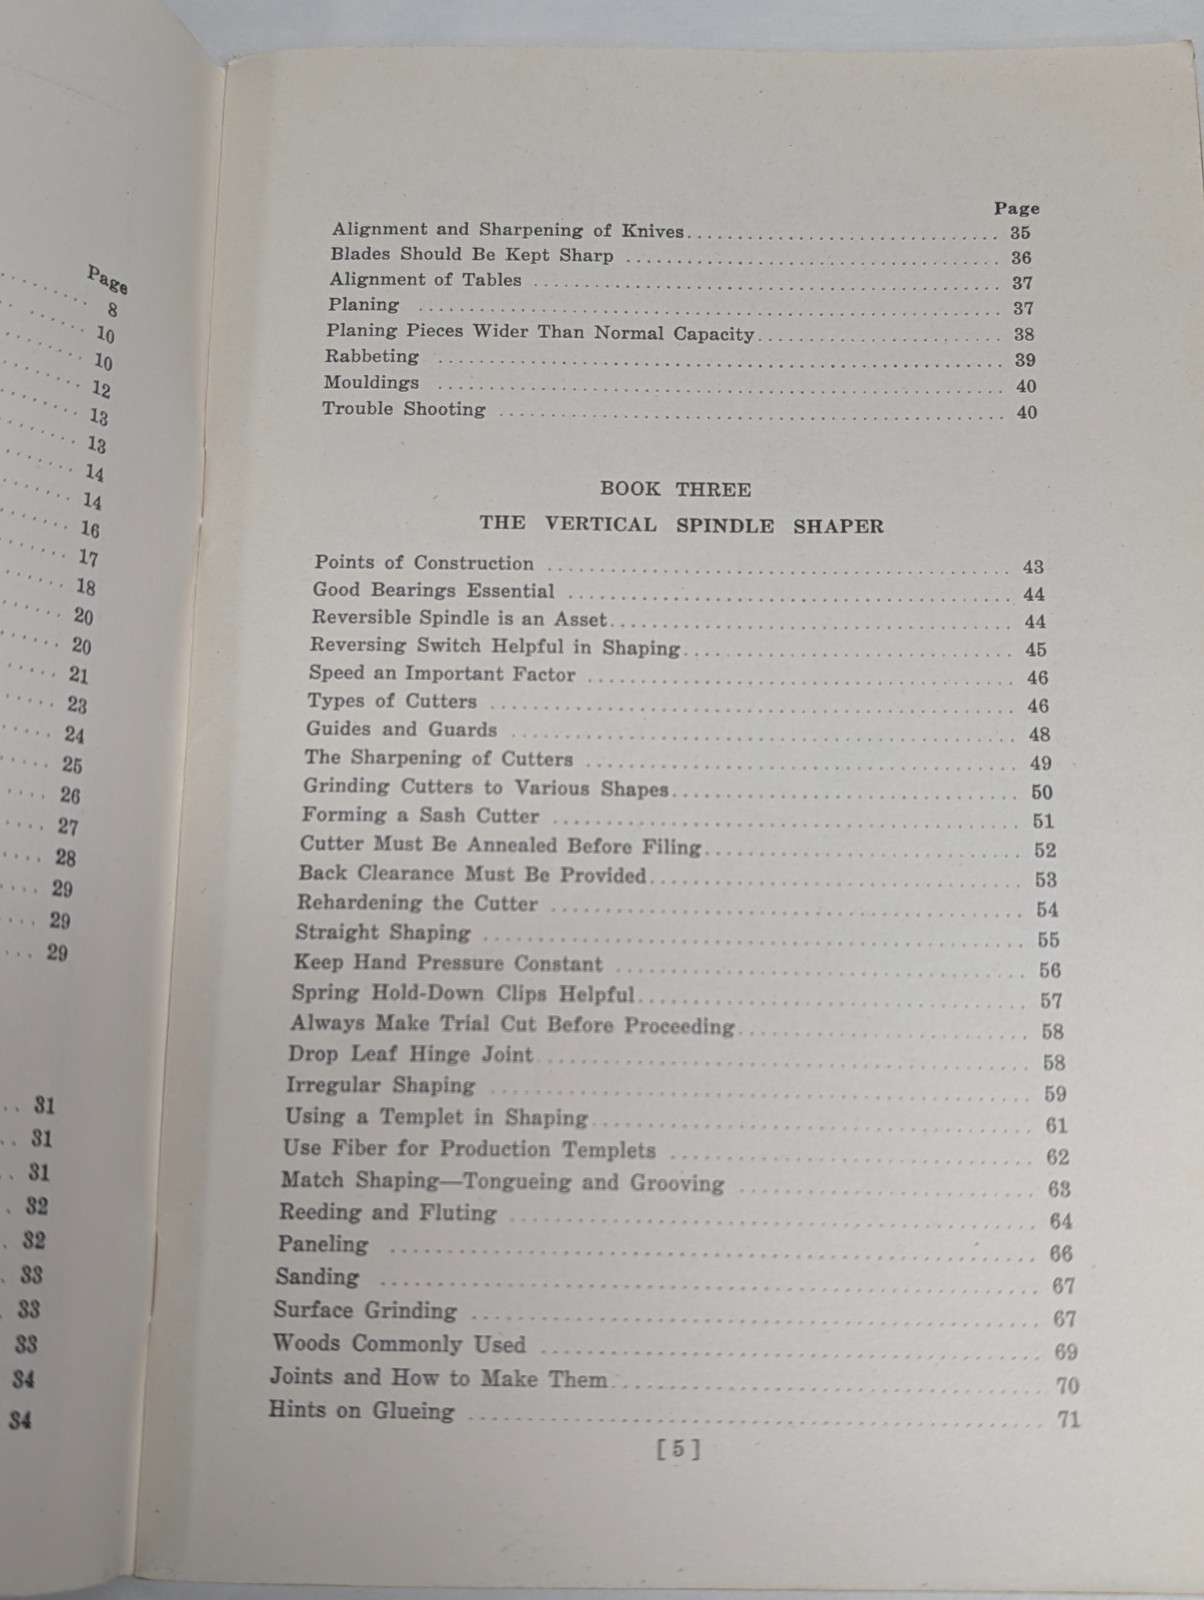 Page
8
10
10
12
13
13
14
14
16
17
18
20
20
21
23
24
25
26
27
28
29
29
29
31
31
31
32
32
33
33
33
34
34
Page
Alignment and Sharpening of Knives 35
Blades Should Be Kept Sharp 36
Alignment of Tables 37
Planing 37
Planing Pieces Wider Than Normal Capacity 38
Rabbeting 39
Mouldings 40
Trouble Shooting 40
BOOK THREE
THE VERTICAL SPINDLE SHAPER
Points of Construction 43
Good Bearings Essential 44
Reversible Spindle is an Asset 44
Reversing Switch Helpful in Shaping 45
Speed an Important Factor 46
Types of Cutters 46
Guides and Guards 48
The Sharpening of Cutters 49
Grinding Cutters to Various Shapes 50
Forming a Sash Cutter 51
Cutter Must Be Annealed Before Filing 52
Back Clearance Must Be Provided 53
Rehardening the Cutter 54
Straight Shaping 55
Keep Hand Pressure Constant 56
Spring Hold-Down Clips Helpful 57
Always Make Trial Cut Before Proceeding 58
Drop Leaf Hinge Joint 58
Irregular Shaping 59
Using a Templet in Shaping 61
Use Fiber for Production Templets 62
Match Shaping—Tongueing and Grooving 63
Reeding and Fluting 64
Paneling 66
Sanding 67
Surface Grinding 67
Woods Commonly Used 69
Joints and How to Make Them 70
Hints on Glueing 71
[ 5 ]